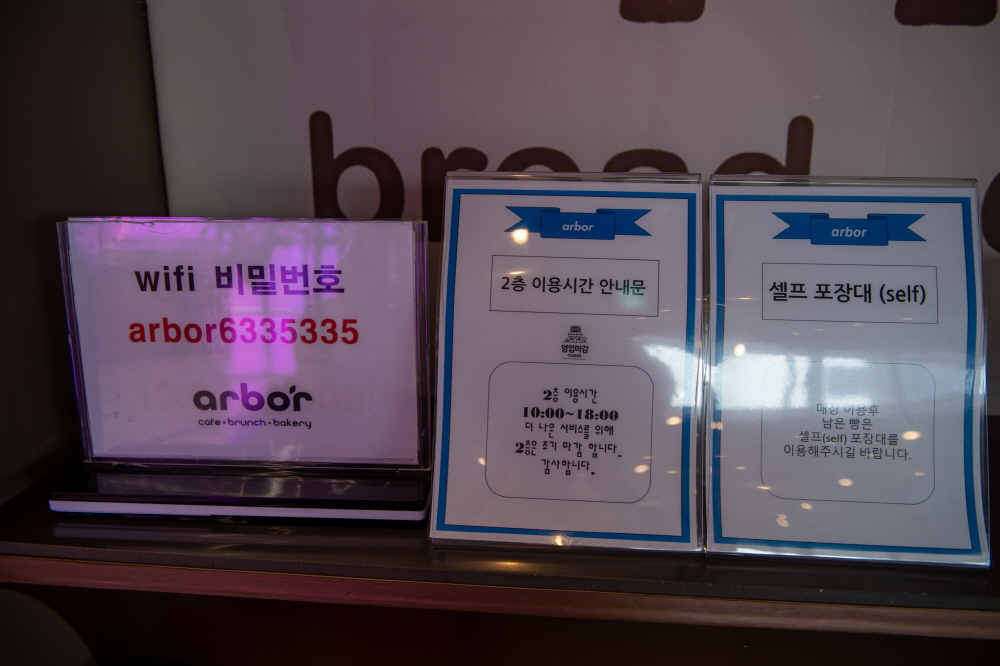 bread
wifi 비밀번호
arbor6335335
arbor
cafe • brunch • bakery
arbor
2층 이용시간 안내문
영업마감
2층 이용시간
10:00~18:00
더 나은 서비스를 위해
2층은 조기 마감 합니다.
감사합니다.
arbor
셀프 포장대 (self)
매장 이용후
남은 빵은
셀프(self) 포장대를
이용해주시길 바랍니다.